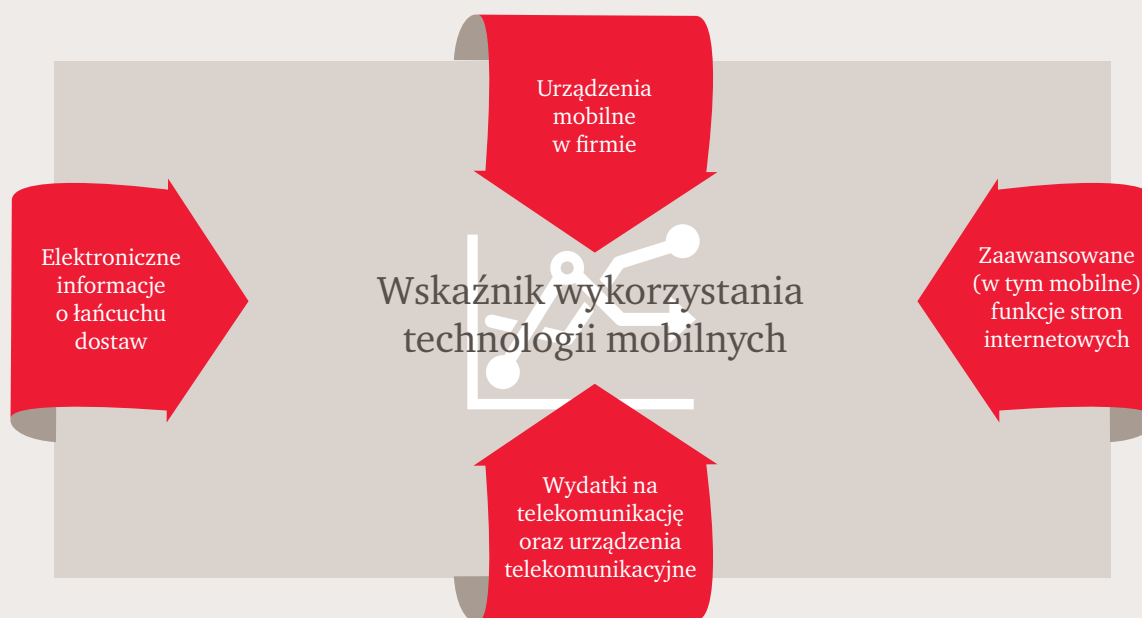 Urządzenia
mobilne
w firmie
Elektroniczne
informacje
o łańcuchu
dostaw
Wskaźnik wykorzystania
technologii mobilnych
Zaawansowane
(w tym mobilne)
funkcje stron
internetowych
Wydatki na
telekomunikację
oraz urządzenia
telekomunikacyjne